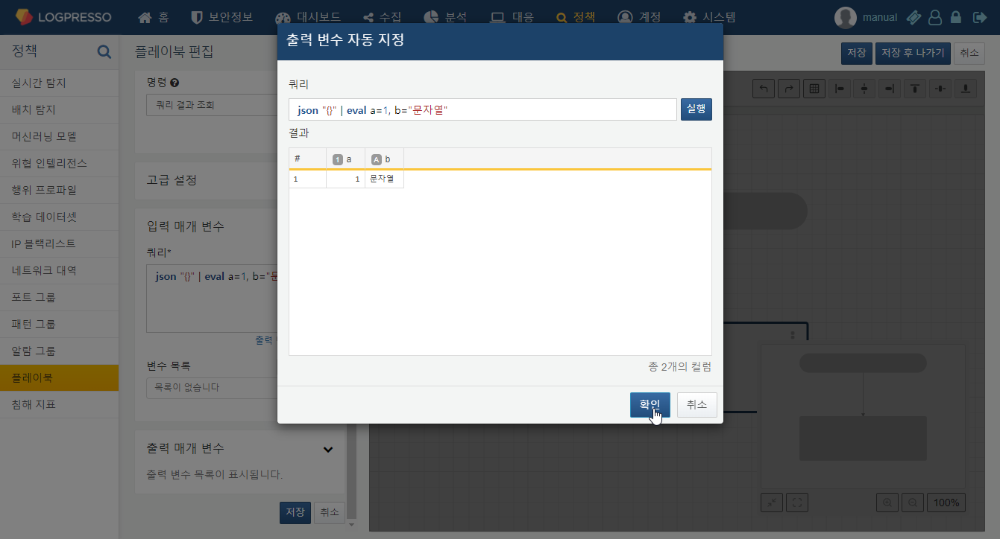 LOGPRESSO 홈 보안정보 대시보드 수집 분석 대응 정책 계정 시스템 manual
정책
실시간 탐지
배치 탐지
머신러닝 모델
위협 인텔리전스
행위 프로파일
학습 데이터셋
IP 블랙리스트
네트워크 대역
포트 그룹
패턴 그룹
알람 그룹
플레이북
침해 지표
플레이북 편집
저장 저장 후 나가기 취소
명령
쿼리 결과 조회
고급 설정
입력 매개 변수
쿼리*
json "{}" | eval a=1, b="문
출력
변수 목록
목록이 없습니다
출력 매개 변수
출력 변수 목록이 표시됩니다.
저장 취소
출력 변수 자동 지정
쿼리
json "{}" | eval a=1, b="문자열"
실행
결과
# 1 a A b
1 1 문자열
총 2개의 컬럼
확인 취소
100%